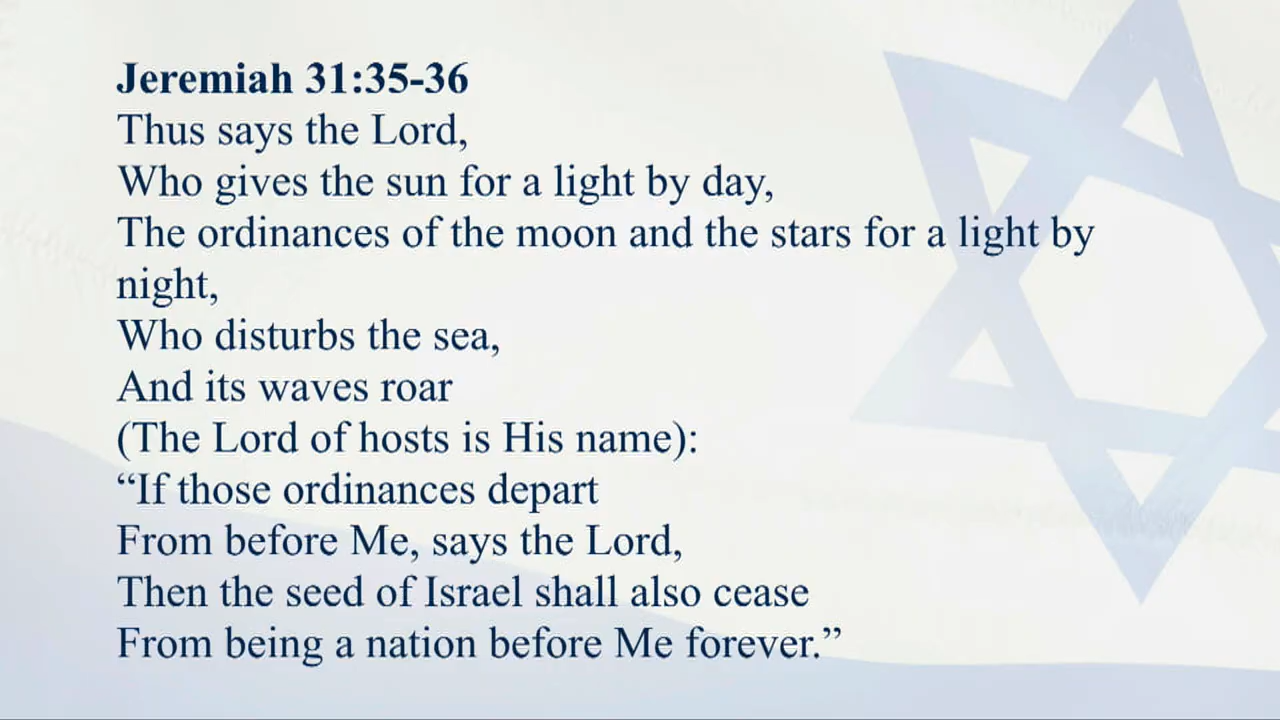 Jeremiah 31:35-36
Thus says the Lord,
Who gives the sun for a light by day,
The ordinances of the moon and the stars for a light by
night,
Who disturbs the sea,
And its waves roar
(The Lord of hosts is His name):
“If those ordinances depart
From before Me, says the Lord,
Then the seed of Israel shall also cease
From being a nation before Me forever.”